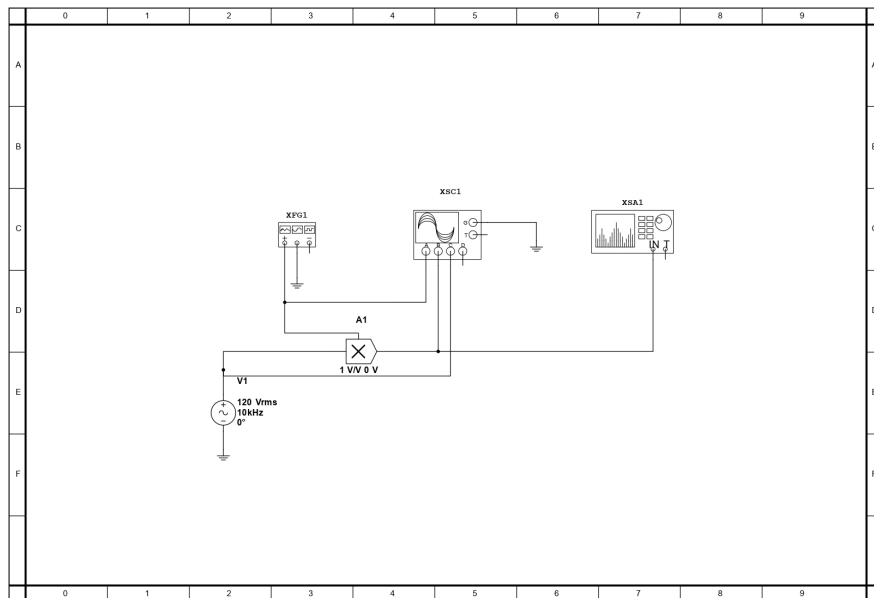 0 1 2 3 4 5 6 7 8 9
A A
B B
XSC1
XFG1
XSA1
C C
G
T
IN T
A B C D
+ −
D D
A1
1 V/V 0 V
V1
E E
120 Vrms
10kHz
0°
F F
0 1 2 3 4 5 6 7 8 9